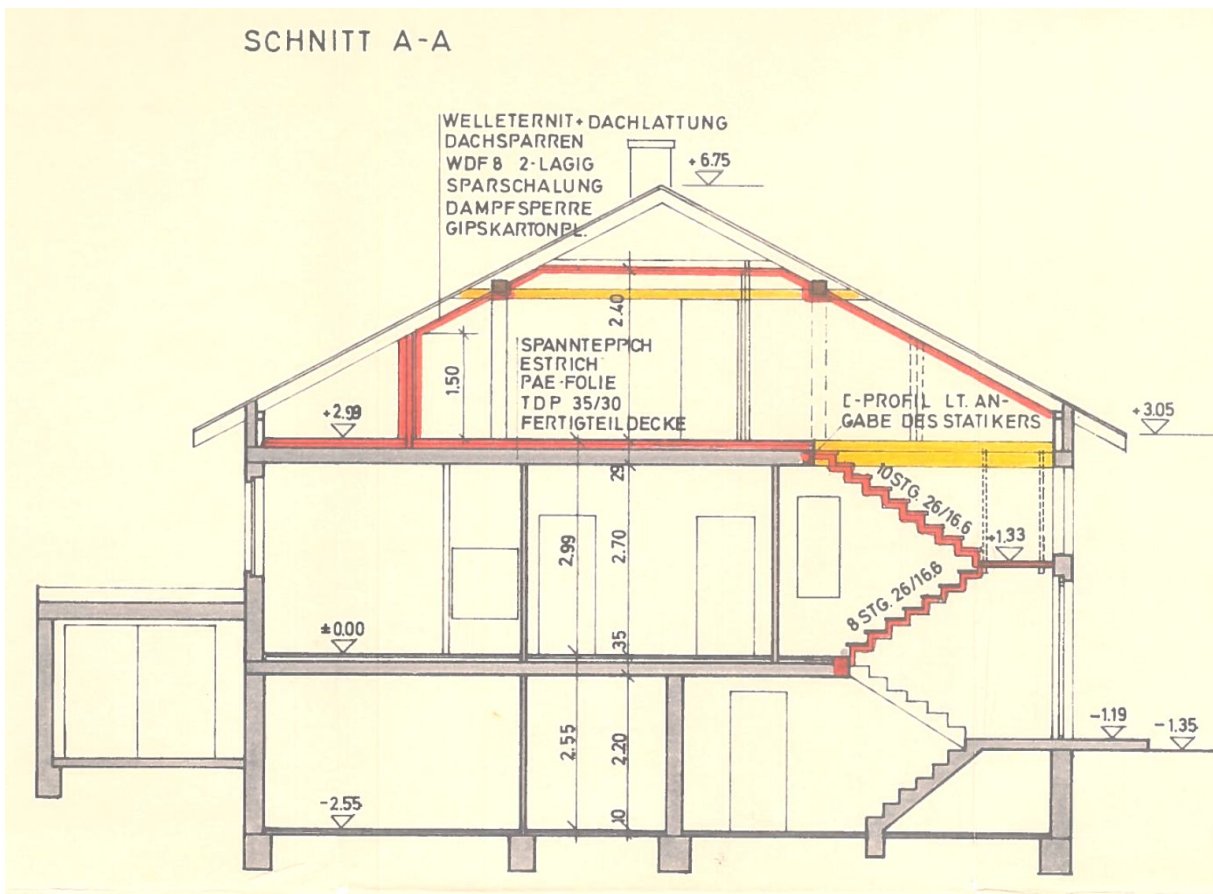 SCHNITT A-A
WELLETERNIT+DACHLATTUNG
DACHSPARREN
WDF 8 2-LAGIG
SPARSCHALUNG
DAMPFSPERRE
GIPSKARTONPL.
+6.75
2.40
1.50
SPANNTEPPICH
ESTRICH
PAE-FOLIE
TDP 35/30
FERTIGTEILDECKE
+2.99
[-PROFIL LT. AN-
GABE DES STATIKERS
+3.05
29
10 STG. 26/16.6
2.99
2.70
+1.33
8 STG. 26/16.6
±0.00
35
-1.19
-1.35
2.55
2.20
-2.55
10